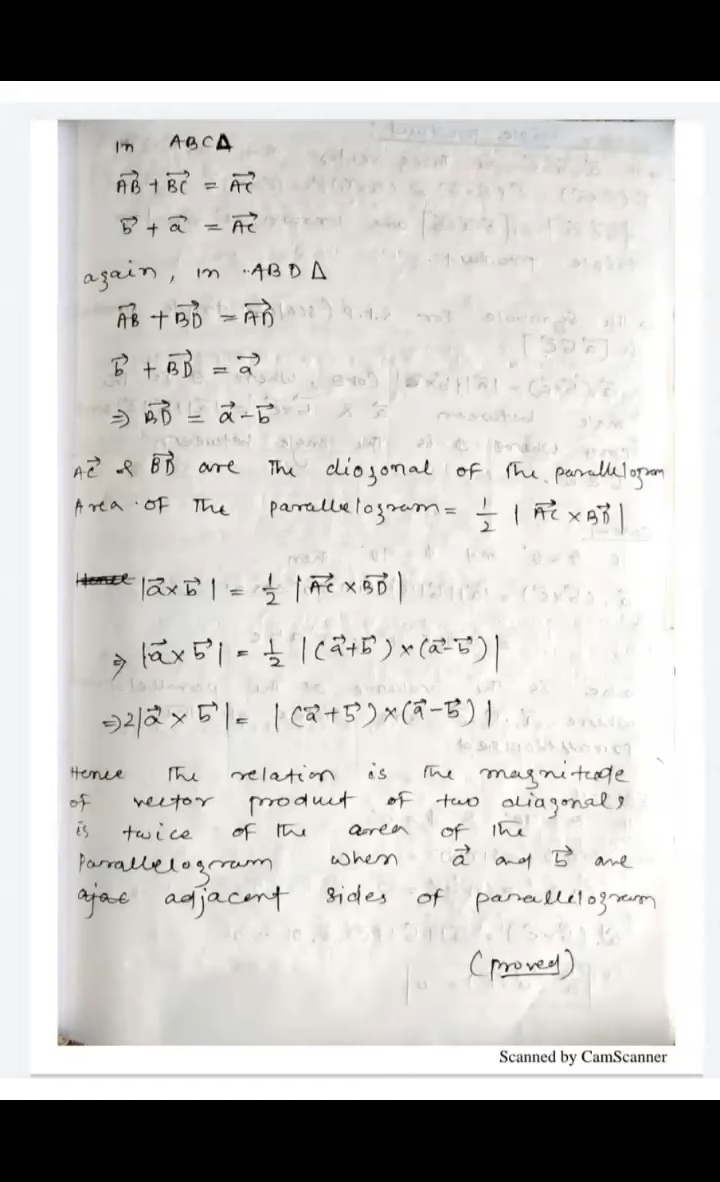 In ABCΔ
AB→ + BC→ = AC→
b→ + a→ = AC→
again, in ABDΔ
AB→ + BD→ = AD→
b→ + BD→ = a→
⇒ BD→ = a→ - b→
AC→ & BD→ are The diogonal of The parallelogram
Area of The parallelogram = 1/2 | AC→ × BD→ |
Hence |a→ × b→| = 1/2 |AC→ × BD→|
⇒ |a→ × b→| = 1/2 |(a→ + b→) × (a→ - b→)|
⇒ 2|a→ × b→| = |(a→ + b→) × (a→ - b→)|
Hence The relation is The magnitude
of vector product of two diagonals
is twice of the area of The
parallelogram when a→ and b→ are
ajac adjacent sides of parallelogram
(proved)
Scanned by CamScanner